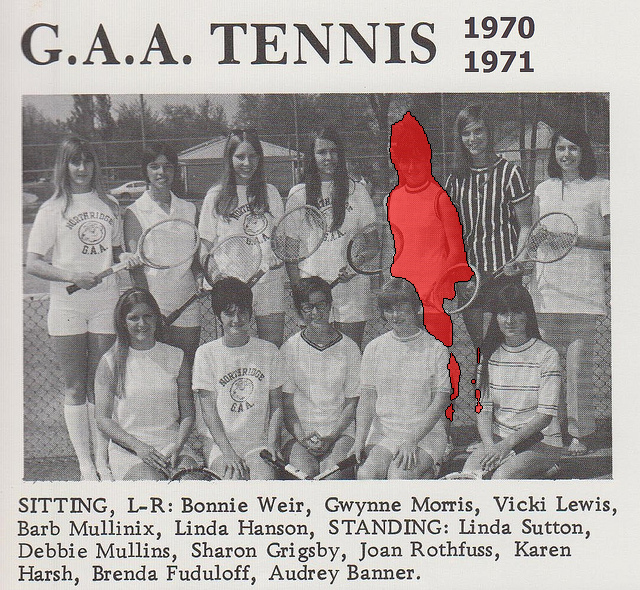 G.A.A. TENNIS 1970
1971
NORTHRIDGE
G.A.A.
NORTHRIDGE
G.A.A.
NORTHRIDGE
G.A.A.
SITTING, L-R: Bonnie Weir, Gwynne Morris, Vicki Lewis,
Barb Mullinix, Linda Hanson, STANDING: Linda Sutton,
Debbie Mullins, Sharon Grigsby, Joan Rothfuss, Karen
Harsh, Brenda Fuduloff, Audrey Banner.